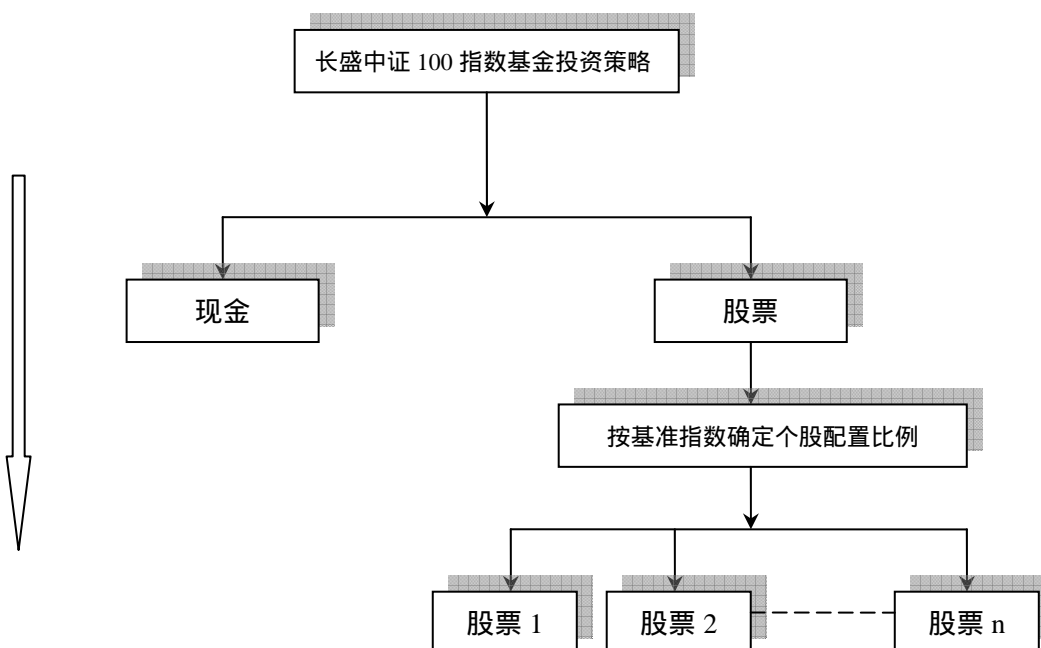 长盛中证 100 指数基金投资策略
现金
股票
按基准指数确定个股配置比例
股票 1
股票 2
股票 n